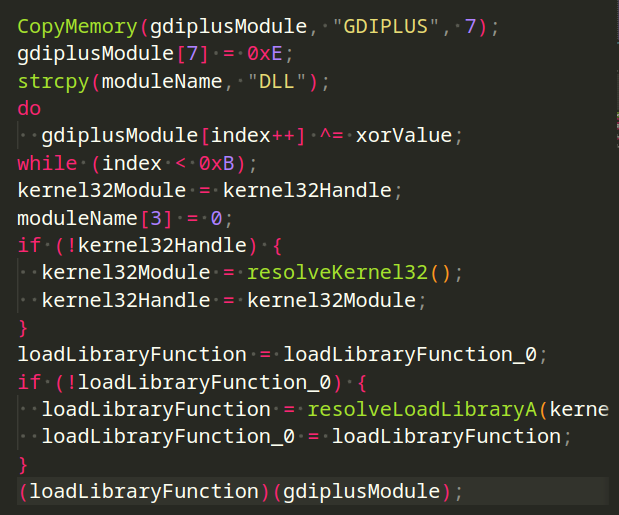 CopyMemory(gdiplusModule, "GDIPLUS", 7);
gdiplusModule[7] = 0xE;
strcpy(moduleName, "DLL");
do
  gdiplusModule[index++] ^= xorValue;
while (index < 0xB);
kernel32Module = kernel32Handle;
moduleName[3] = 0;
if (!kernel32Handle) {
  kernel32Module = resolveKernel32();
  kernel32Handle = kernel32Module;
}
loadLibraryFunction = loadLibraryFunction_0;
if (!loadLibraryFunction_0) {
  loadLibraryFunction = resolveLoadLibraryA(kerne
  loadLibraryFunction_0 = loadLibraryFunction;
}
(loadLibraryFunction)(gdiplusModule);